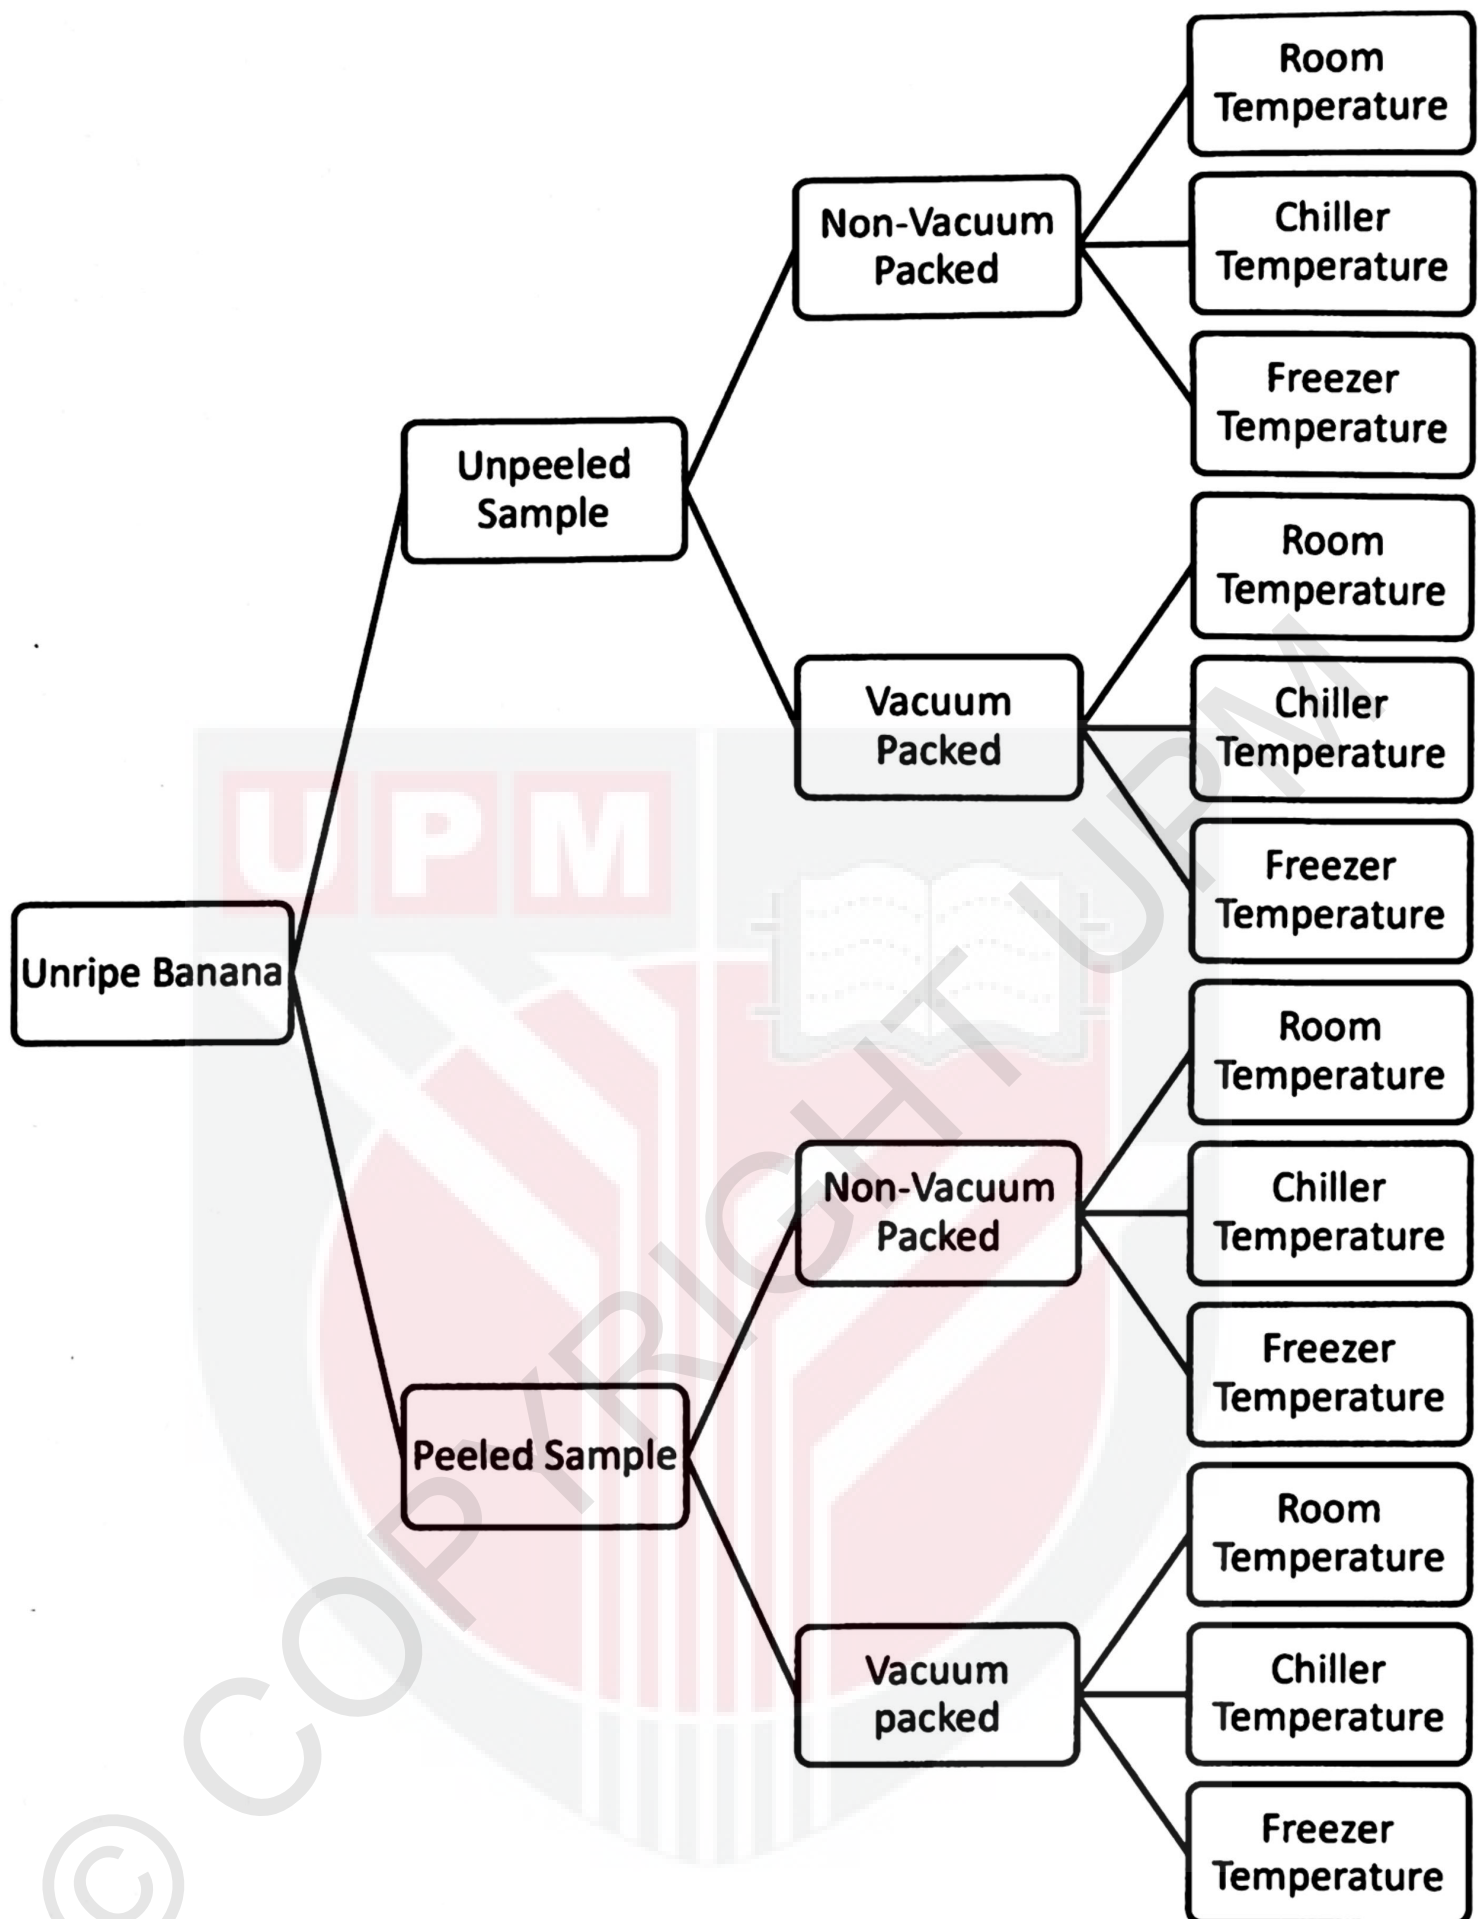 Unripe Banana
Unpeeled
Sample
Non-Vacuum
Packed
Room
Temperature
Chiller
Temperature
Freezer
Temperature
Vacuum
Packed
Room
Temperature
Chiller
Temperature
Freezer
Temperature
Peeled Sample
Non-Vacuum
Packed
Room
Temperature
Chiller
Temperature
Freezer
Temperature
Vacuum
packed
Room
Temperature
Chiller
Temperature
Freezer
Temperature
UPM
© COPYRIGHT UPM